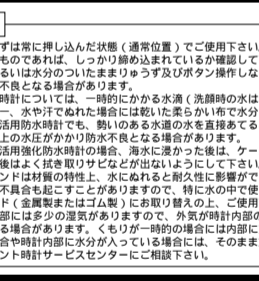 ずは常に押し込んだ状態（通常位置）でご使用下さい
ものであれば、しっかり締め込まれているか確認して
るいは水分のついたままりゅうず及びボタン操作しな
不良となる場合があります。
時計については、一時的にかかる水滴（洗顔時の水は
一、水や汗でぬれた場合には乾いた柔らかい布で水分
活用防水時計でも、勢いのある水道の水を直接あてる
上の水圧がかかり防水不良となる場合があります。
活用強化防水時計の場合、海水に浸かった後は、ケー
後はよく拭き取りサビなどが出ないようにして下さい
ンドは材質の特性上、水にぬれると耐久性に影響がで
不具合も起こすことがありますので、特に水の中で使
ド（金属製またはゴム製）にお取替えの上、ご使用
部には多少の湿気がありますので、外気が時計内部の
る場合があります。くもりが一時的の場合には内部に
合や時計内部に水分が入っている場合には、そのまま
ント時計サービスセンターにご相談下さい。